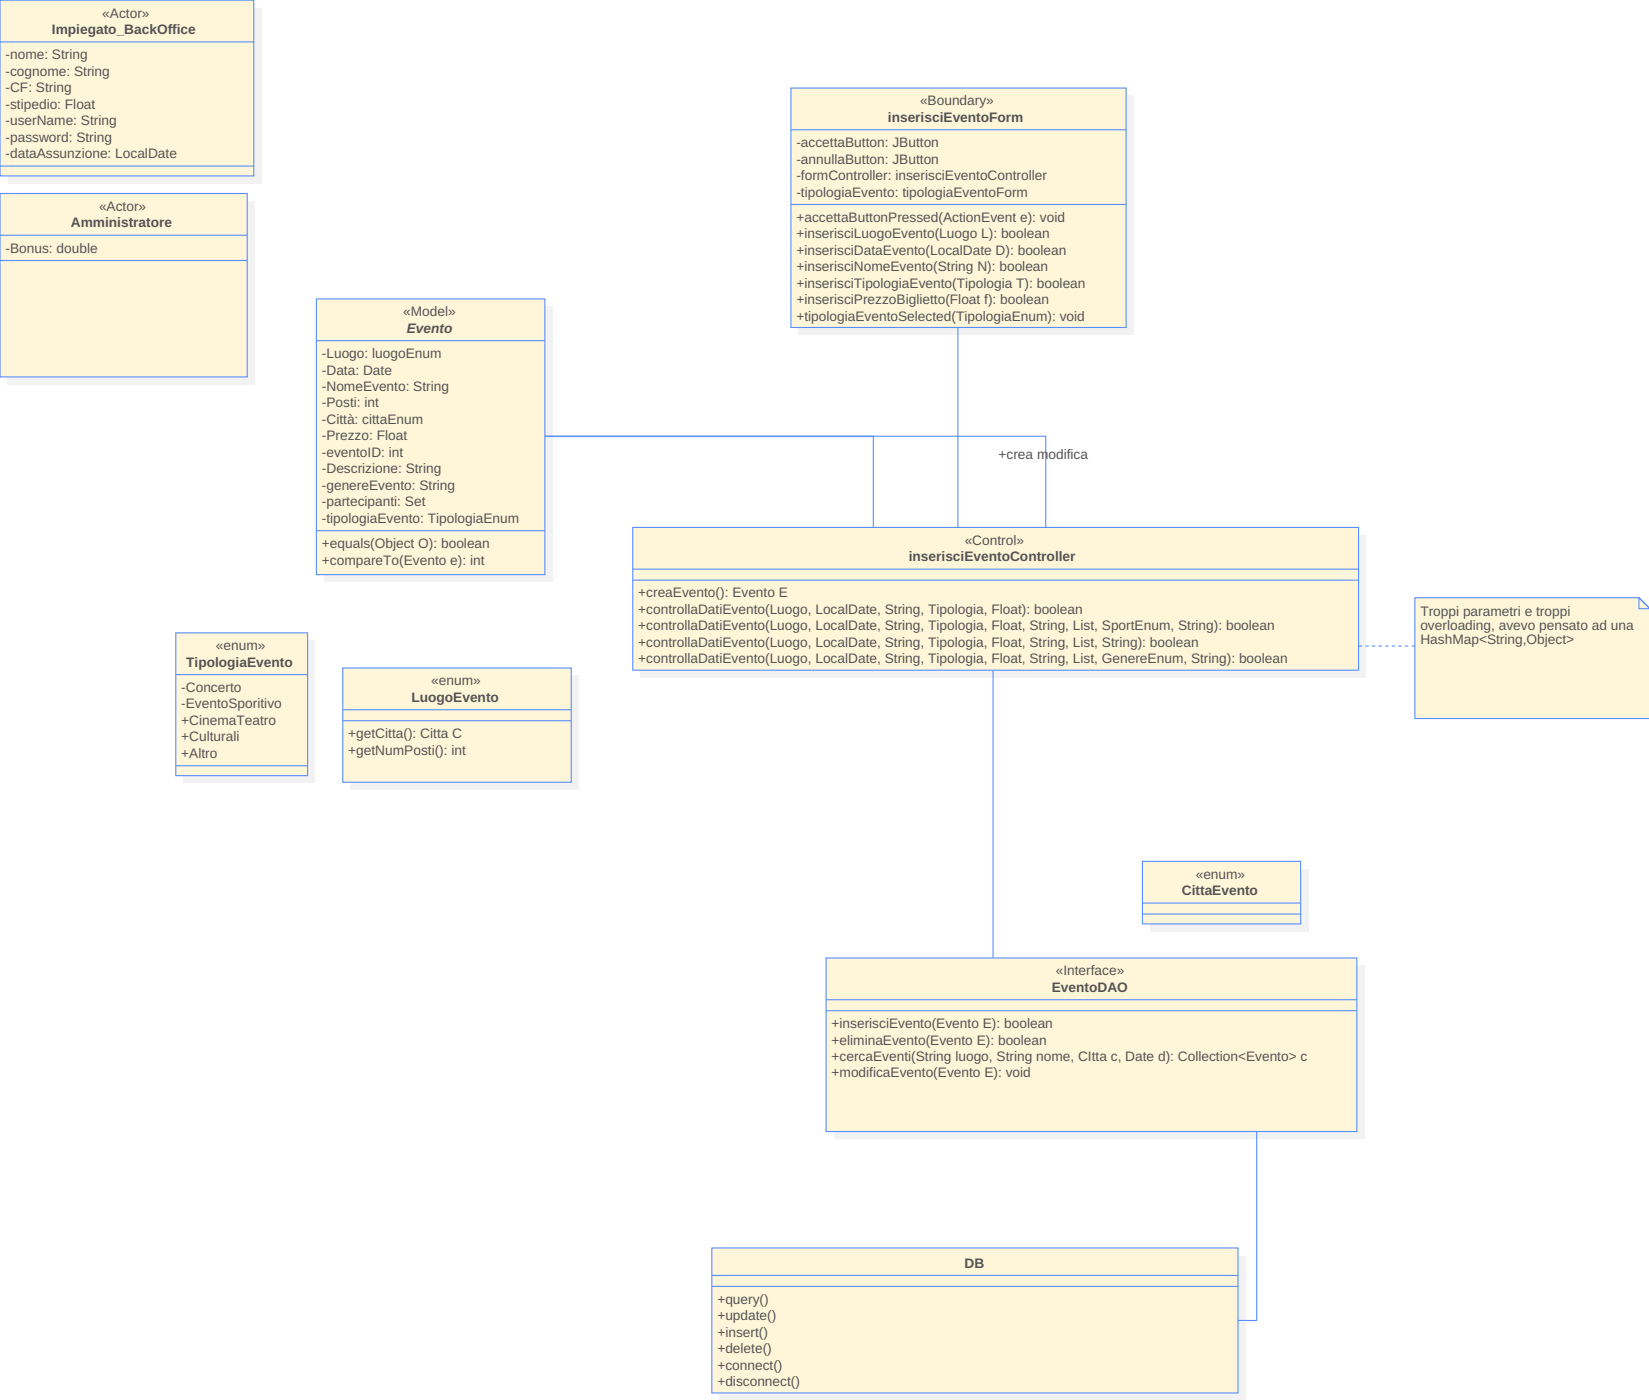 «Actor»
Impiegato_BackOffice
-nome: String
-cognome: String
-CF: String
-stipedio: Float
-userName: String
-password: String
-dataAssunzione: LocalDate
«Actor»
Amministratore
-Bonus: double
«Boundary»
inserisciEventoForm
-accettaButton: JButton
-annullaButton: JButton
-formController: inserisciEventoController
-tipologiaEvento: tipologiaEventoForm
+accettaButtonPressed(ActionEvent e): void
+inserisciLuogoEvento(Luogo L): boolean
+inserisciDataEvento(LocalDate D): boolean
+inserisciNomeEvento(String N): boolean
+inserisciTipologiaEvento(Tipologia T): boolean
+inserisciPrezzoBiglietto(Float f): boolean
+tipologiaEventoSelected(TipologiaEnum): void
«Model»
Evento
-Luogo: luogoEnum
-Data: Date
-NomeEvento: String
-Posti: int
-Città: cittaEnum
-Prezzo: Float
-eventoID: int
-Descrizione: String
-genereEvento: String
-partecipanti: Set
-tipologiaEvento: TipologiaEnum
+equals(Object O): boolean
+compareTo(Evento e): int
+crea modifica
«Control»
inserisciEventoController
+creaEvento(): Evento E
+controllaDatiEvento(Luogo, LocalDate, String, Tipologia, Float): boolean
+controllaDatiEvento(Luogo, LocalDate, String, Tipologia, Float, String, List, SportEnum, String): boolean
+controllaDatiEvento(Luogo, LocalDate, String, Tipologia, Float, String, List, String): boolean
+controllaDatiEvento(Luogo, LocalDate, String, Tipologia, Float, String, List, GenereEnum, String): boolean
Troppi parametri e troppi
overloading, avevo pensato ad una
HashMap<String,Object>
«enum»
TipologiaEvento
-Concerto
-EventoSporitivo
+CinemaTeatro
+Culturali
+Altro
«enum»
LuogoEvento
+getCitta(): Citta C
+getNumPosti(): int
«enum»
CittaEvento
«Interface»
EventoDAO
+inserisciEvento(Evento E): boolean
+eliminaEvento(Evento E): boolean
+cercaEventi(String luogo, String nome, CItta c, Date d): Collection<Evento> c
+modificaEvento(Evento E): void
DB
+query()
+update()
+insert()
+delete()
+connect()
+disconnect()